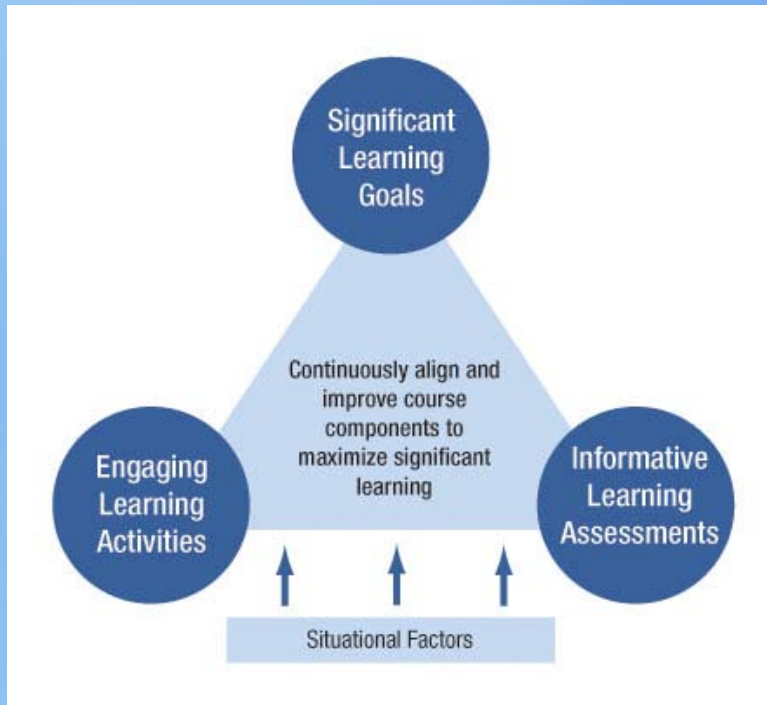 Significant
Learning
Goals
Continuously align and
improve course
components to
maximize significant
learning
Engaging
Learning
Activities
Informative
Learning
Assessments
Situational Factors